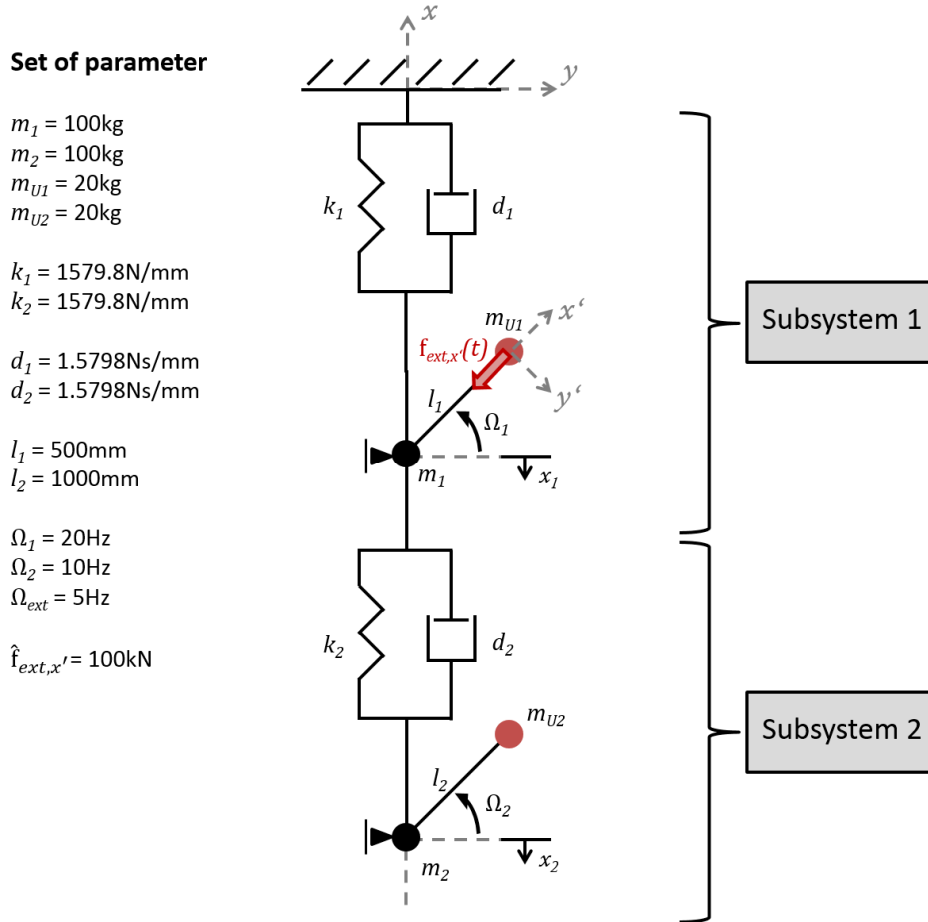 Set of parameter
m1 = 100kg
m2 = 100kg
mU1 = 20kg
mU2 = 20kg
k1 = 1579.8N/mm
k2 = 1579.8N/mm
d1 = 1.5798Ns/mm
d2 = 1.5798Ns/mm
l1 = 500mm
l2 = 1000mm
Ω1 = 20Hz
Ω2 = 10Hz
Ωext = 5Hz
f̂ext,x' = 100kN
x
y
k1
d1
mU1
x‘
fext,x'(t)
y‘
l1
Ω1
m1
x1
Subsystem 1
k2
d2
mU2
l2
Ω2
m2
x2
Subsystem 2